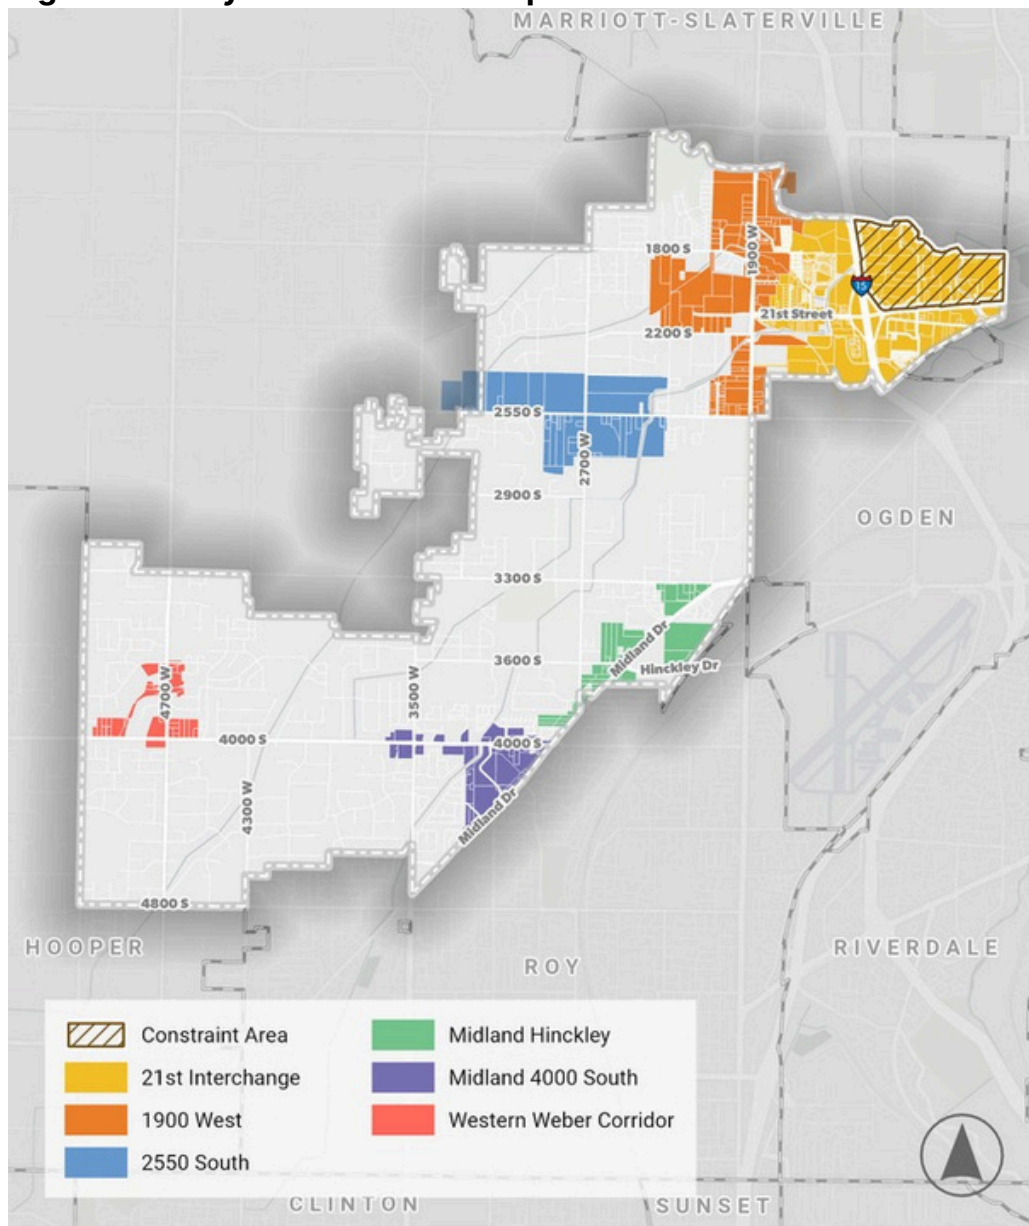 MARRIOTT-SLATERVILLE
1800 S
1900 W
15
21st Street
2200 S
2550 S
2700 W
2900 S
OGDEN
3300 S
Midland Dr
3600 S
Hinckley Dr
4700 W
3500 W
4000 S
4000 S
4300 W
Midland Dr
4800 S
HOOPER
RIVERDALE
ROY
Constraint Area
21st Interchange
1900 West
2550 South
Midland Hinckley
Midland 4000 South
Western Weber Corridor
CLINTON
SUNSET